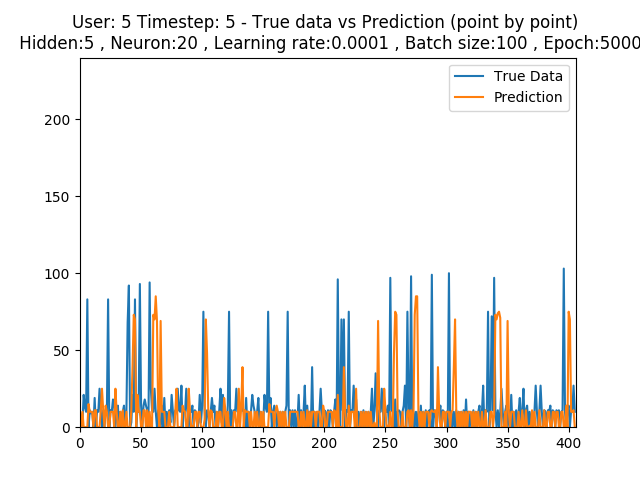 User: 5 Timestep: 5 - True data vs Prediction (point by point)
Hidden:5 , Neuron:20 , Learning rate:0.0001 , Batch size:100 , Epoch:5000
True Data
Prediction
200
150
100
50
0
0 50 100 150 200 250 300 350 400